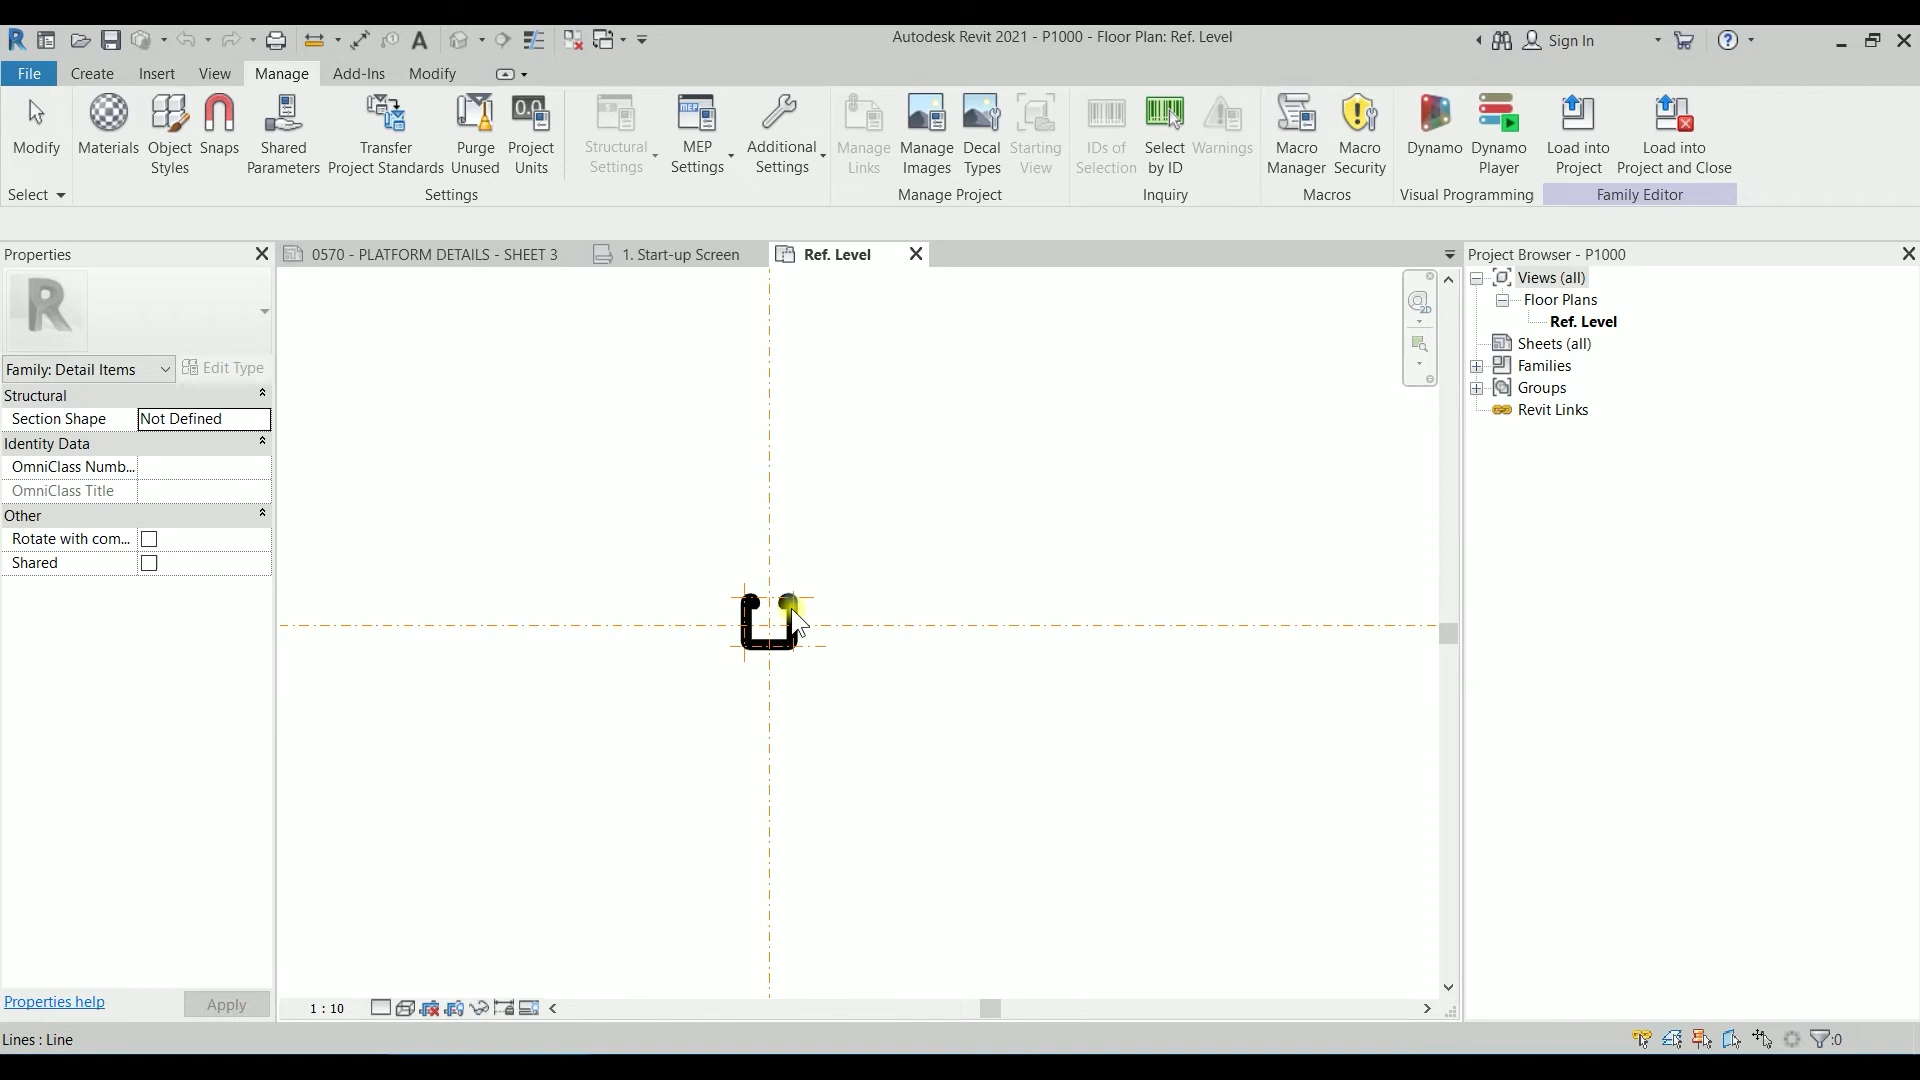 Autodesk Revit 2021 - P1000 - Floor Plan: Ref. Level
Sign In
File Create Insert View Manage Add-Ins Modify
Modify
Materials
Object Styles
Snaps
Shared Parameters
Transfer Project Standards
Purge Unused
Project Units
Structural Settings
MEP Settings
Additional Settings
Manage Links
Manage Images
Decal Types
Starting View
IDs of Selection
Select by ID
Warnings
Macro Manager
Macro Security
Dynamo
Dynamo Player
Load into Project
Load into Project and Close
Select Settings Manage Project Inquiry Macros Visual Programming Family Editor
Properties
R
Family: Detail Items Edit Type
Structural
Section Shape Not Defined
Identity Data
OmniClass Numb...
OmniClass Title
Other
Rotate with com...
Shared
Properties help Apply
0570 - PLATFORM DETAILS - SHEET 3 1. Start-up Screen Ref. Level
2D
1 : 10
Project Browser - P1000
Views (all)
Floor Plans
Ref. Level
Sheets (all)
Families
Groups
Revit Links
Lines : Line
:0